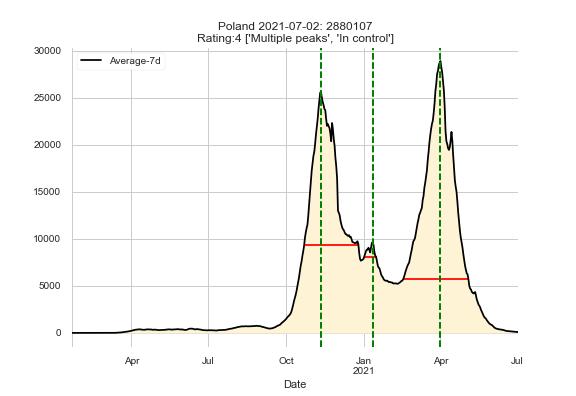 Poland 2021-07-02: 2880107
Rating:4 ['Multiple peaks', 'In control']
Average-7d
30000
25000
20000
15000
10000
5000
0
Apr
Jul
Oct
Jan
2021
Apr
Jul
Date